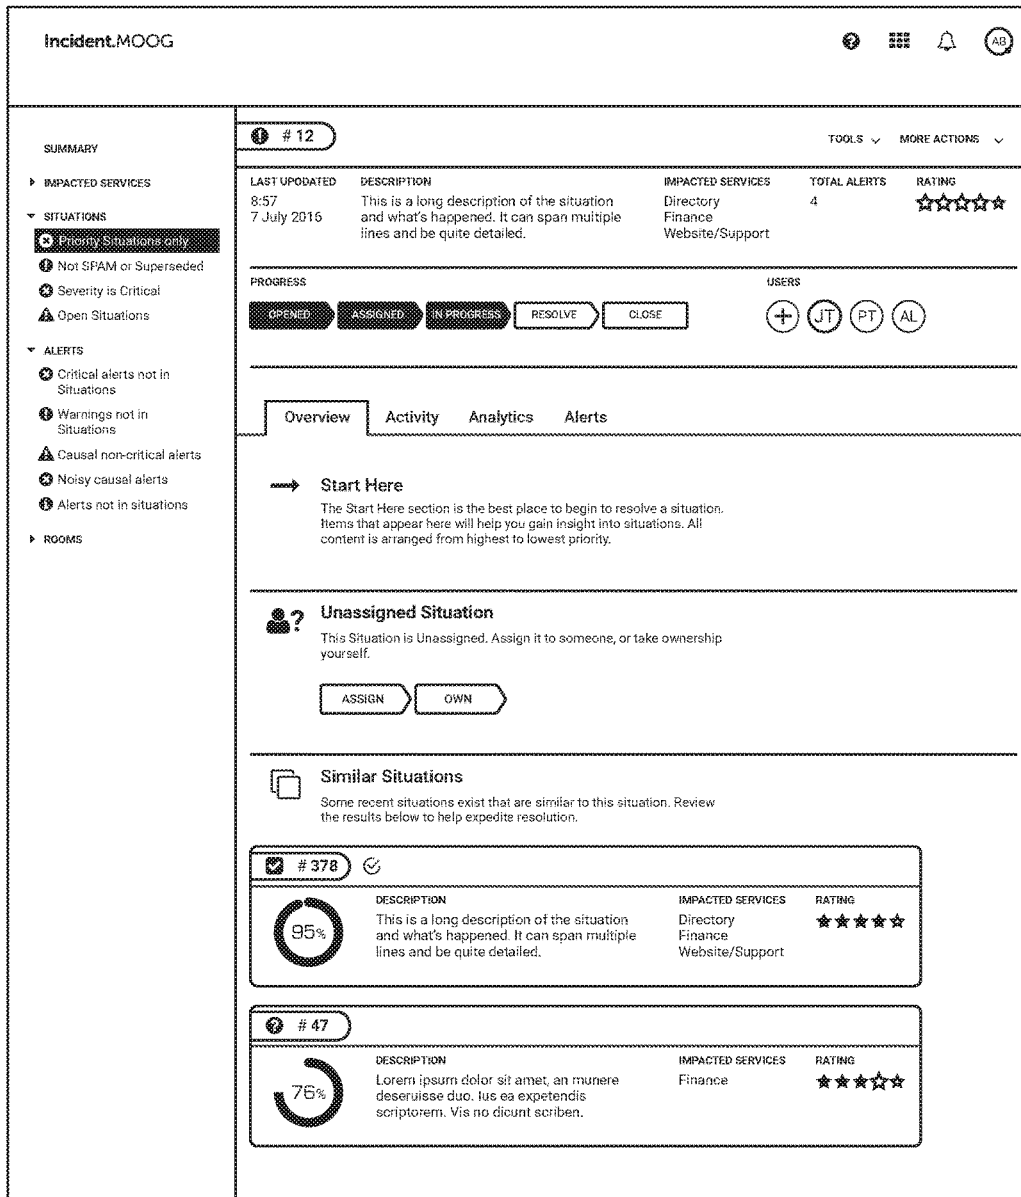 Incident.MOOG
AB
SUMMARY
IMPACTED SERVICES
SITUATIONS
Priority Situations only
Not SPAM or Superseded
Severity is Critical
Open Situations
ALERTS
Critical alerts not in
Situations
Warnings not in
Situations
Causal non-critical alerts
Noisy causal alerts
Alerts not in situations
ROOMS
# 12
TOOLS
MORE ACTIONS
LAST UPODATED
8:57
7 July 2016
DESCRIPTION
This is a long description of the situation
and what's happened. It can span multiple
lines and be quite detailed.
IMPACTED SERVICES
Directory
Finance
Website/Support
TOTAL ALERTS
4
RATING
PROGRESS
OPENED
ASSIGNED
IN PROGRESS
RESOLVE
CLOSE
USERS
JT
PT
AL
Overview
Activity
Analytics
Alerts
Start Here
The Start Here section is the best place to begin to resolve a situation.
Items that appear here will help you gain insight into situations. All
content is arranged from highest to lowest priority.
Unassigned Situation
This Situation is Unassigned. Assign it to someone, or take ownership
yourself.
ASSIGN
OWN
Similar Situations
Some recent situations exist that are similar to this situation. Review
the results below to help expedite resolution.
# 378
95%
DESCRIPTION
This is a long description of the situation
and what's happened. It can span multiple
lines and be quite detailed.
IMPACTED SERVICES
Directory
Finance
Website/Support
RATING
# 47
76%
DESCRIPTION
Lorem ipsum dolor sit amet, an munere
deseruisse duo. Ius ea expetendis
scriptorem. Vis no dicunt scriben.
IMPACTED SERVICES
Finance
RATING